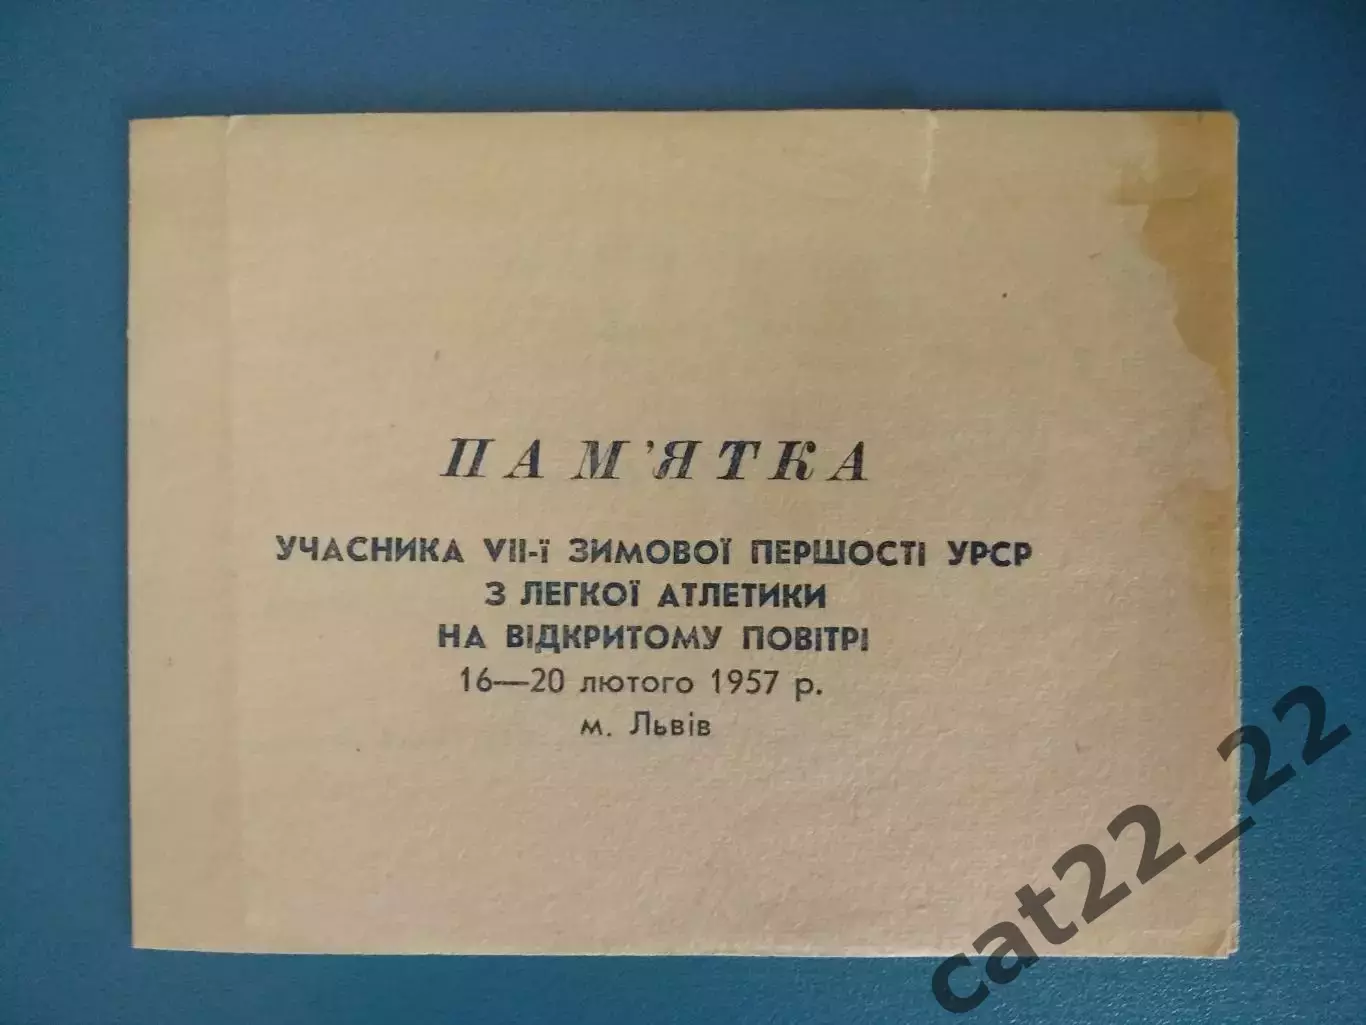 ПАМ'ЯТКА
УЧАСНИКА VII-ї ЗИМОВОЇ ПЕРШОСТІ УРСР
З ЛЕГКОЇ АТЛЕТИКИ
НА ВІДКРИТОМУ ПОВІТРІ
16—20 лютого 1957 р.
м. Львів
cat22_22